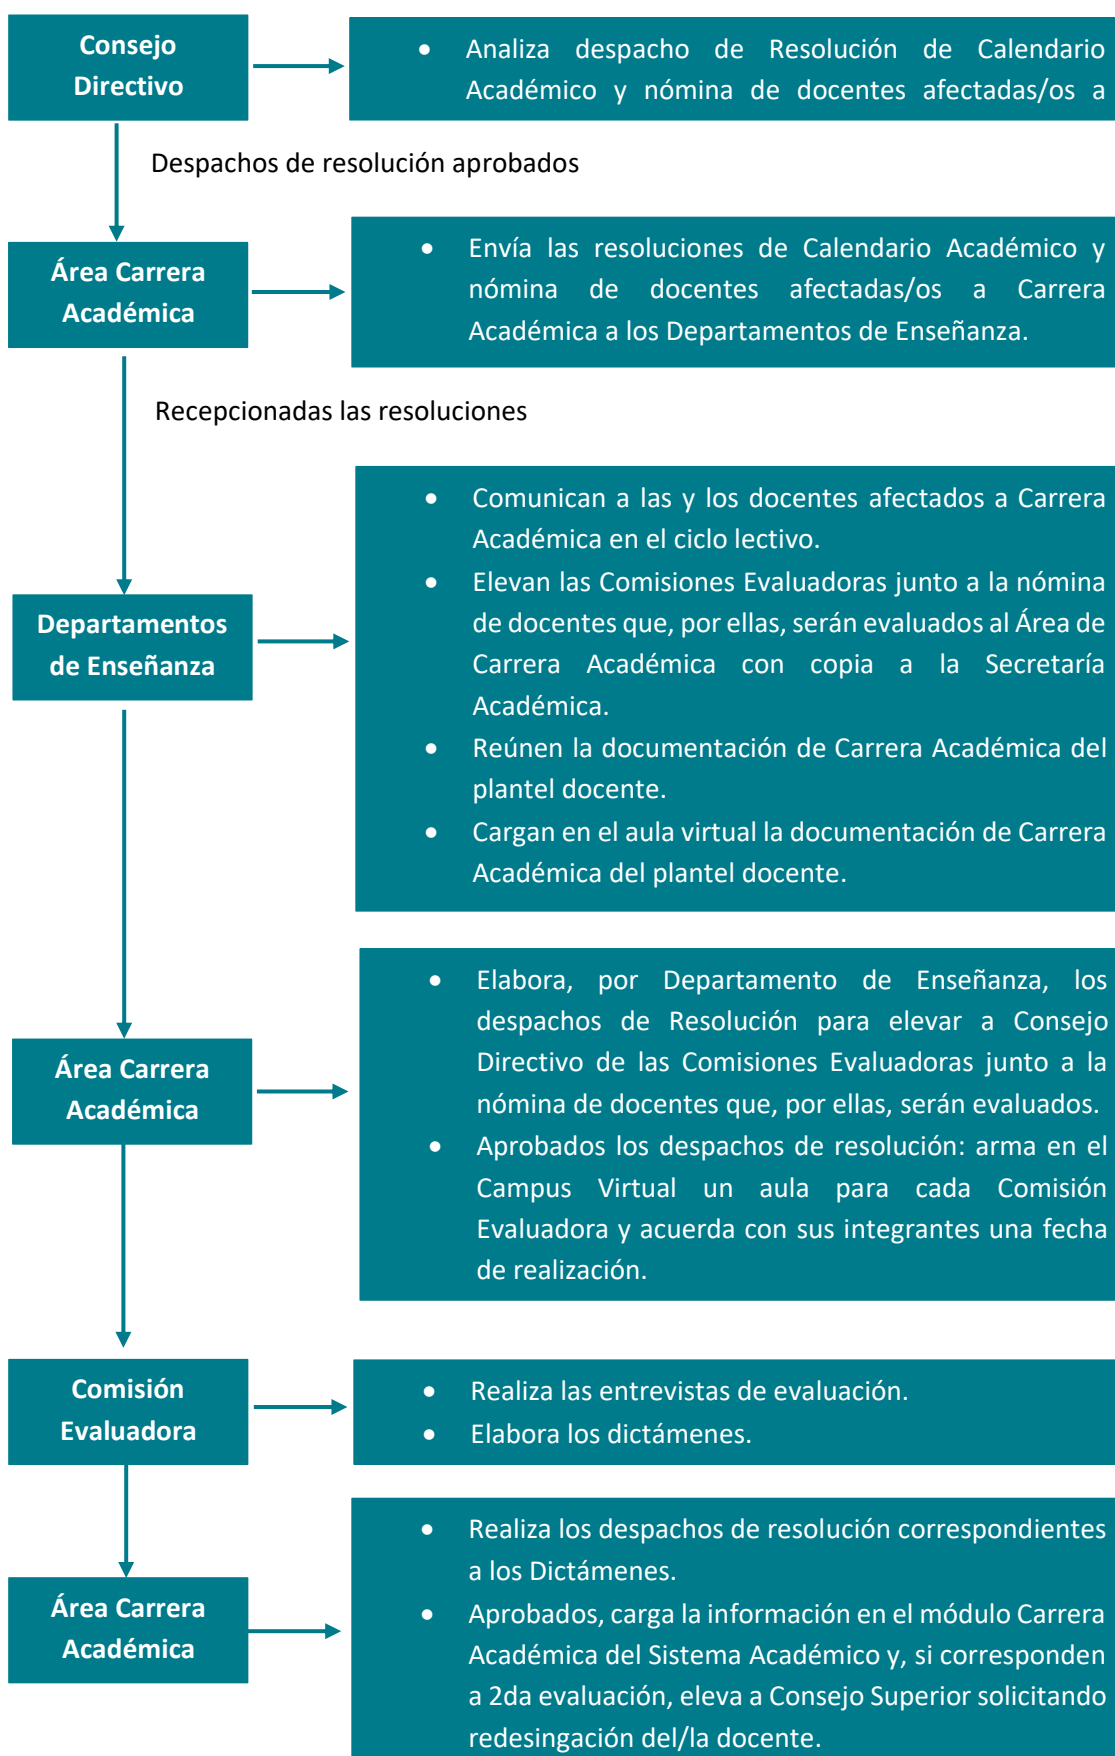 Consejo
Directivo
• Analiza despacho de Resolución de Calendario
Académico y nómina de docentes afectadas/os a
Despachos de resolución aprobados
Área Carrera
Académica
• Envía las resoluciones de Calendario Académico y
nómina de docentes afectadas/os a Carrera
Académica a los Departamentos de Enseñanza.
Recepcionadas las resoluciones
Departamentos
de Enseñanza
• Comunican a las y los docentes afectados a Carrera
Académica en el ciclo lectivo.
• Elevan las Comisiones Evaluadoras junto a la nómina
de docentes que, por ellas, serán evaluados al Área de
Carrera Académica con copia a la Secretaría
Académica.
• Reúnen la documentación de Carrera Académica del
plantel docente.
• Cargan en el aula virtual la documentación de Carrera
Académica del plantel docente.
Área Carrera
Académica
• Elabora, por Departamento de Enseñanza, los
despachos de Resolución para elevar a Consejo
Directivo de las Comisiones Evaluadoras junto a la
nómina de docentes que, por ellas, serán evaluados.
• Aprobados los despachos de resolución: arma en el
Campus Virtual un aula para cada Comisión
Evaluadora y acuerda con sus integrantes una fecha
de realización.
Comisión
Evaluadora
• Realiza las entrevistas de evaluación.
• Elabora los dictámenes.
Área Carrera
Académica
• Realiza los despachos de resolución correspondientes
a los Dictámenes.
• Aprobados, carga la información en el módulo Carrera
Académica del Sistema Académico y, si corresponden
a 2da evaluación, eleva a Consejo Superior solicitando
redesingación del/la docente.